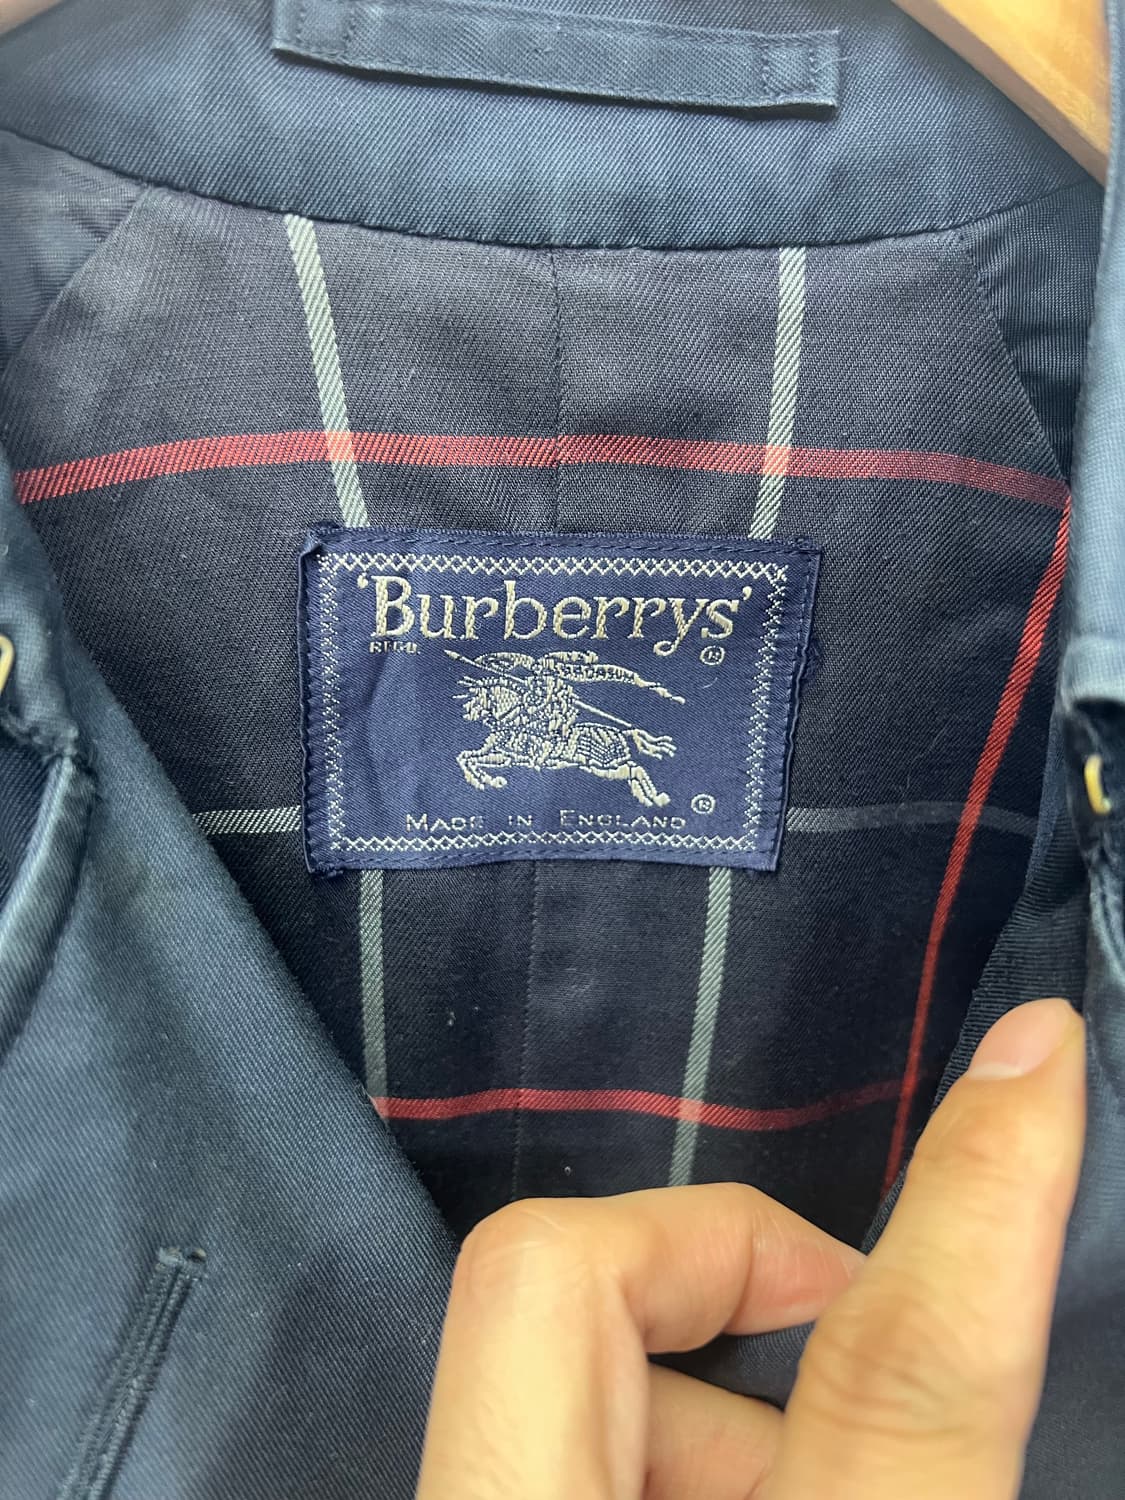 ‘Burberrys’
REGD.
®
PRORSUM
®
MADE IN ENGLAND